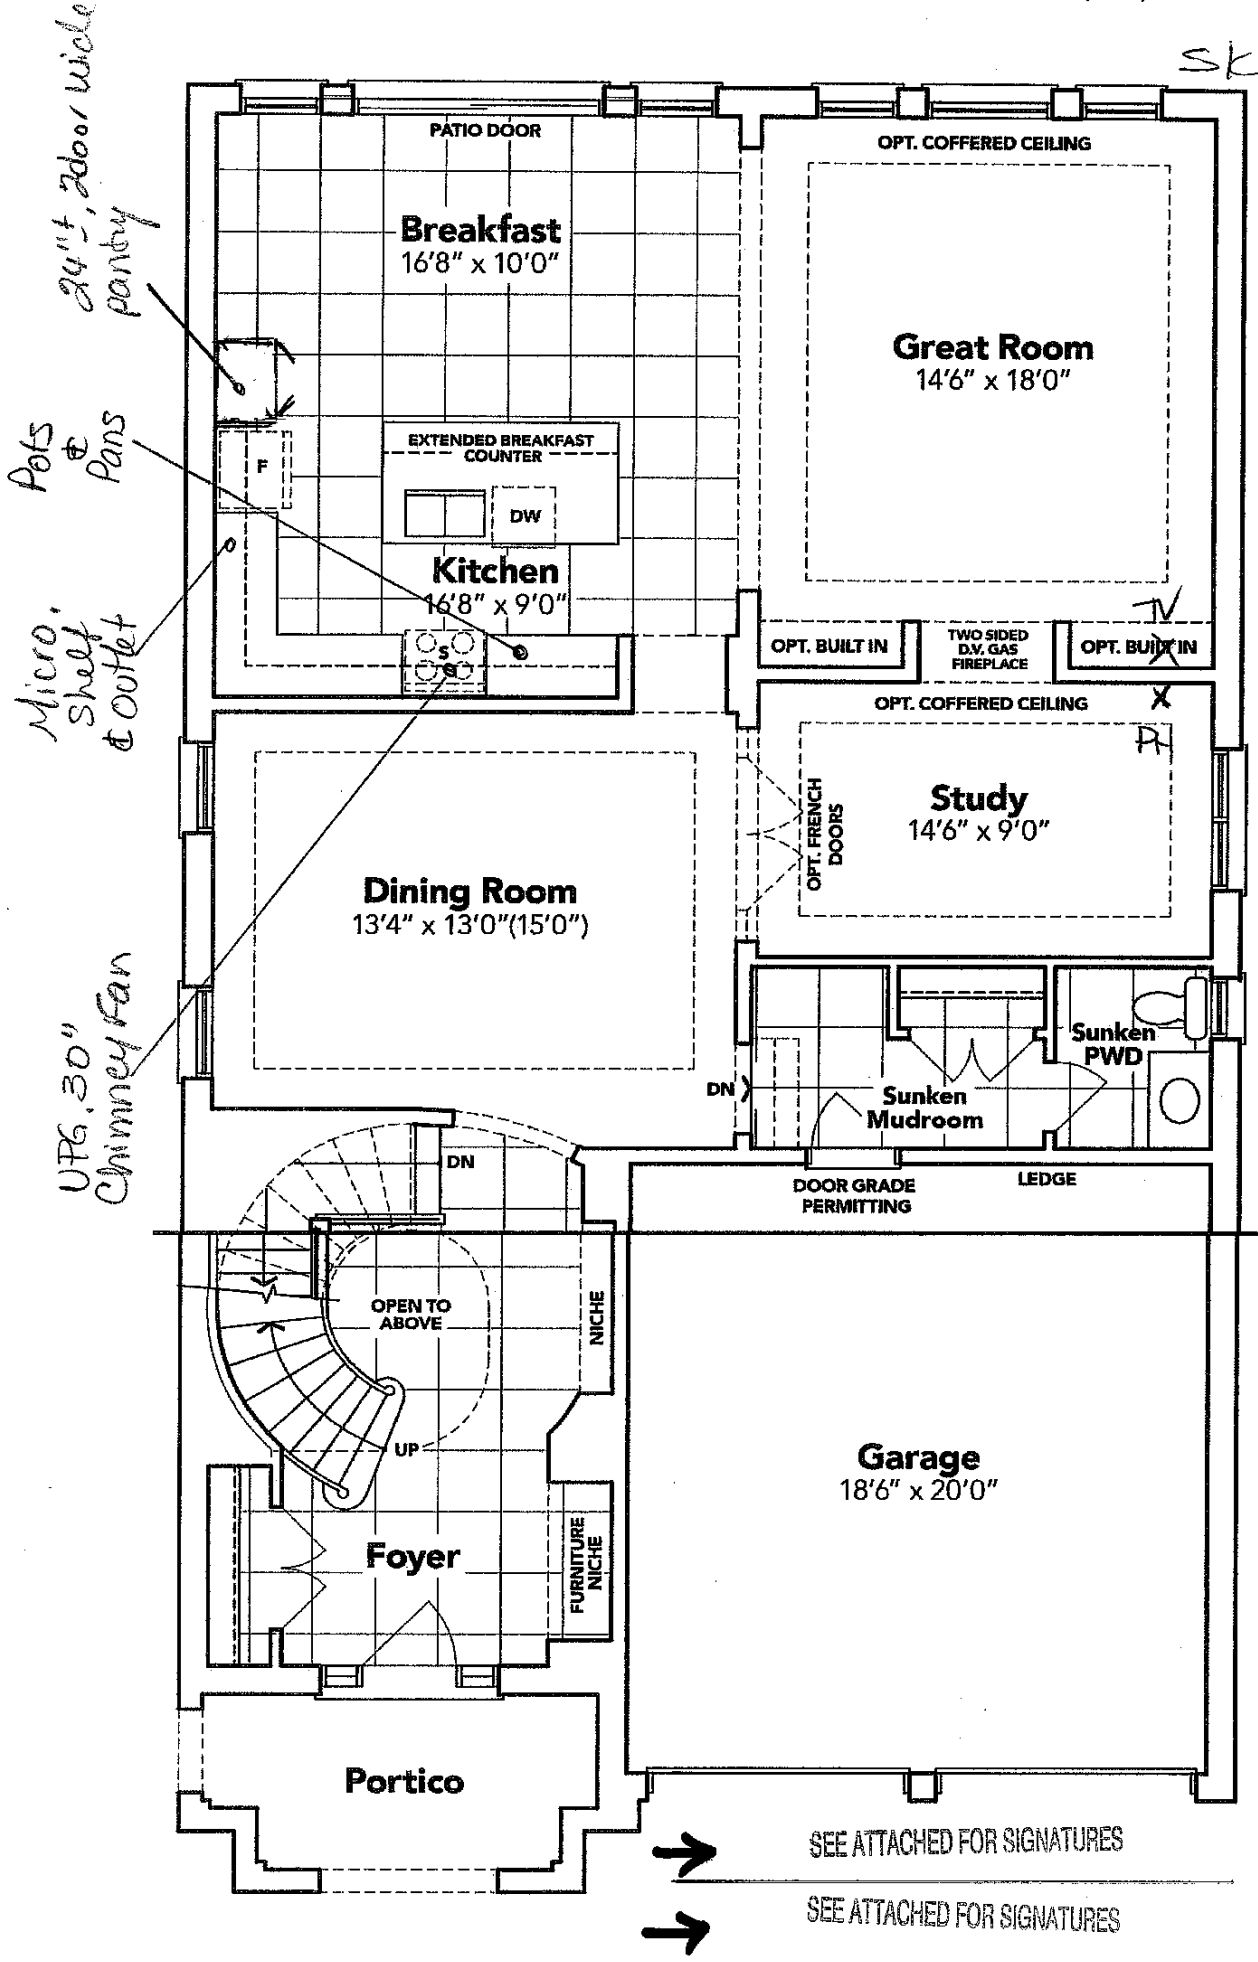 SK
24"±, 2door wide
pantry
PATIO DOOR
OPT. COFFERED CEILING
Breakfast
16'8" x 10'0"
Great Room
14'6" x 18'0"
Pots
&
Pans
F
EXTENDED BREAKFAST
COUNTER
DW
Kitchen
16'8" x 9'0"
S
Micro.
Shelf
& outlet
TV
OPT. BUILT IN
TWO SIDED
D.V. GAS
FIREPLACE
OPT. BUILT IN
X
OPT. COFFERED CEILING
X
Study
14'6" x 9'0"
OPT. FRENCH
DOORS
Dining Room
13'4" x 13'0"(15'0")
UPG. 30"
Chimney Fan
Sunken
PWD
DN
Sunken
Mudroom
DN
DOOR GRADE
PERMITTING
LEDGE
OPEN TO
ABOVE
NICHE
UP
Garage
18'6" x 20'0"
Foyer
FURNITURE
NICHE
Portico
SEE ATTACHED FOR SIGNATURES
SEE ATTACHED FOR SIGNATURES